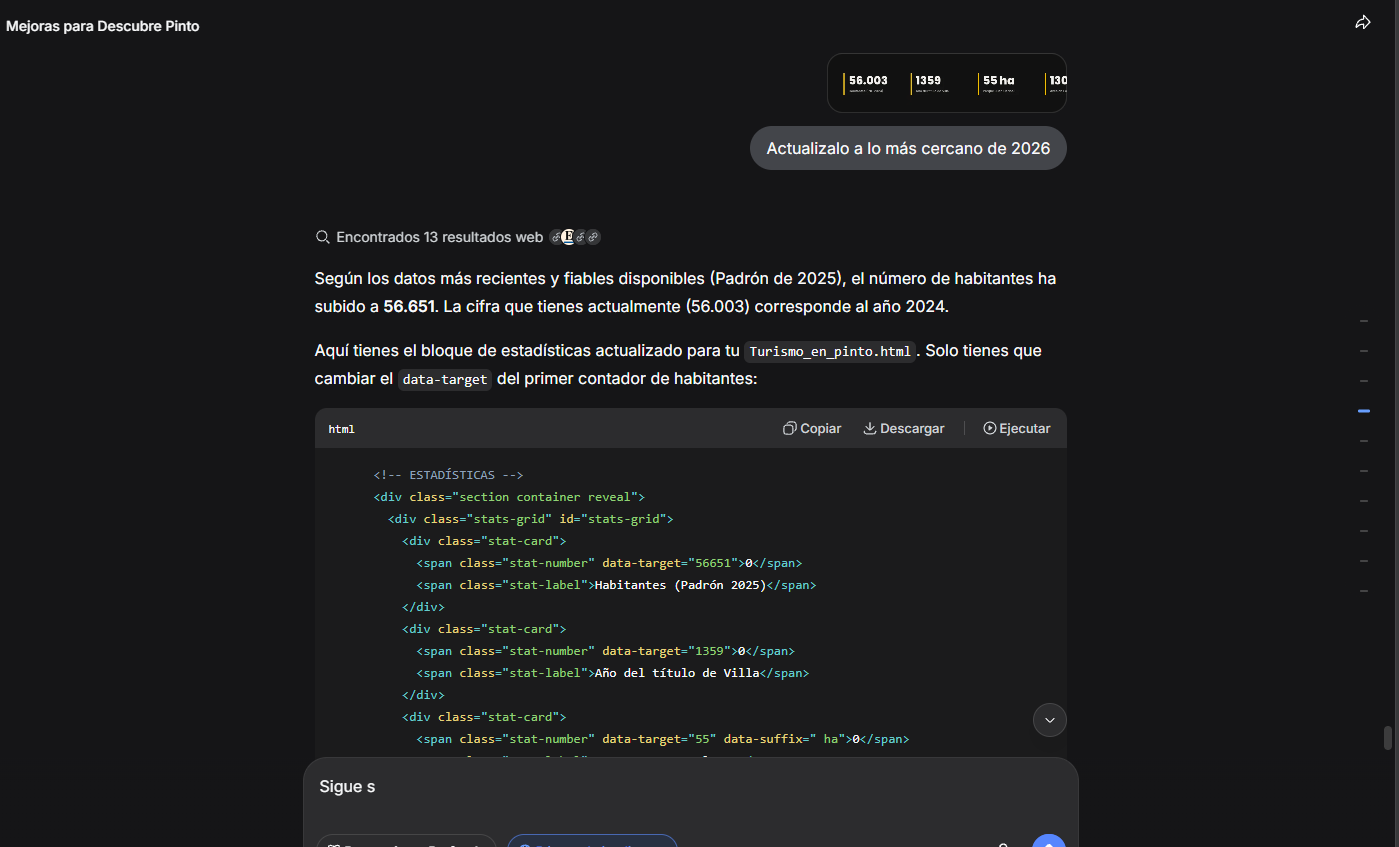 Mejoras para Descubre Pinto
56.003 1359 55 ha 130
Actualizalo a lo más cercano de 2026
Encontrados 13 resultados web
Según los datos más recientes y fiables disponibles (Padrón de 2025), el número de habitantes ha
subido a 56.651. La cifra que tienes actualmente (56.003) corresponde al año 2024.
Aquí tienes el bloque de estadísticas actualizado para tu Turismo_en_pinto.html. Solo tienes que
cambiar el data-target del primer contador de habitantes:
html Copiar Descargar Ejecutar
<!-- ESTADÍSTICAS -->
<div class="section container reveal">
<div class="stats-grid" id="stats-grid">
<div class="stat-card">
<span class="stat-number" data-target="56651">0</span>
<span class="stat-label">Habitantes (Padrón 2025)</span>
</div>
<div class="stat-card">
<span class="stat-number" data-target="1359">0</span>
<span class="stat-label">Año del título de Villa</span>
</div>
<div class="stat-card">
<span class="stat-number" data-target="55" data-suffix=" ha">0</span>
Sigue s